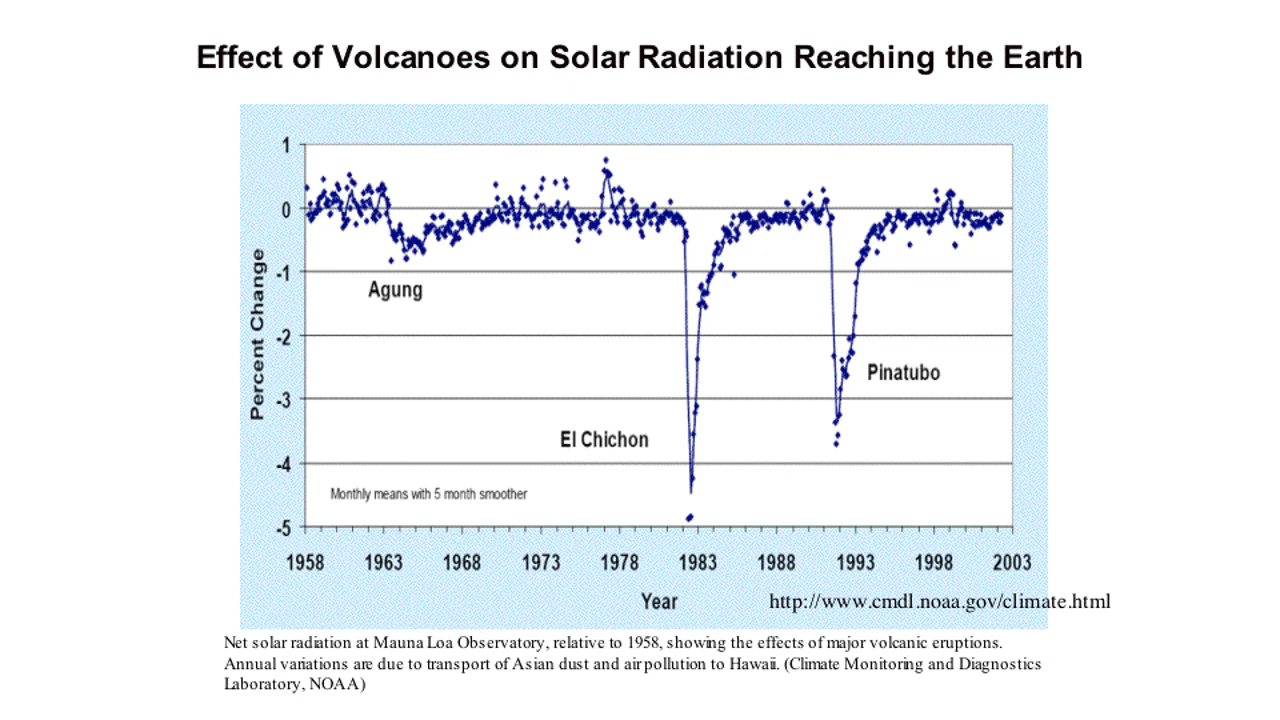 Effect of Volcanoes on Solar Radiation Reaching the Earth
1
0
-1
-2
-3
-4
-5
Percent Change
Agung
El Chichon
Pinatubo
Monthly means with 5 month smoother
1958 1963 1968 1973 1978 1983 1988 1993 1998 2003
Year
http://www.cmdl.noaa.gov/climate.html
Net solar radiation at Mauna Loa Observatory, relative to 1958, showing the effects of major volcanic eruptions.
Annual variations are due to transport of Asian dust and air pollution to Hawaii. (Climate Monitoring and Diagnostics
Laboratory, NOAA)